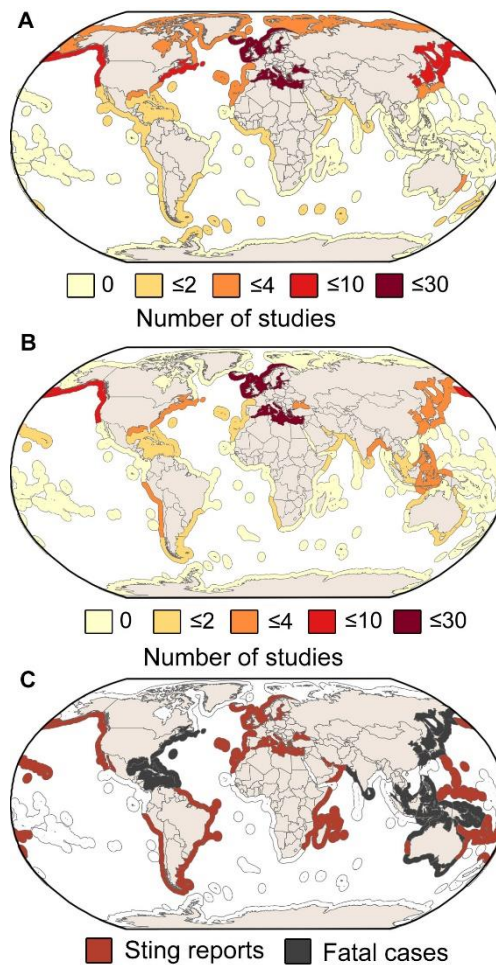 A
0 ≤2 ≤4 ≤10 ≤30
Number of studies
B
0 ≤2 ≤4 ≤10 ≤30
Number of studies
C
Sting reports Fatal cases